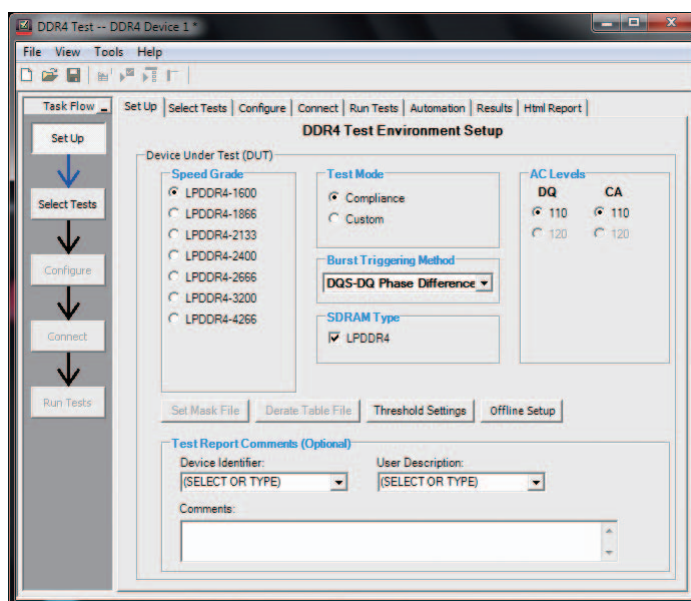 DDR4 Test -- DDR4 Device 1 *
File View Tools Help
Task Flow
Set Up
Select Tests
Configure
Connect
Run Tests
Set Up Select Tests Configure Connect Run Tests Automation Results Html Report
DDR4 Test Environment Setup
Device Under Test (DUT)
Speed Grade
LPDDR4-1600
LPDDR4-1866
LPDDR4-2133
LPDDR4-2400
LPDDR4-2666
LPDDR4-3200
LPDDR4-4266
Test Mode
Compliance
Custom
Burst Triggering Method
DQS-DQ Phase Difference
SDRAM Type
LPDDR4
AC Levels
DQ CA
110 110
120 120
Set Mask File Derate Table File Threshold Settings Offline Setup
Test Report Comments (Optional)
Device Identifier: User Description:
(SELECT OR TYPE) (SELECT OR TYPE)
Comments: